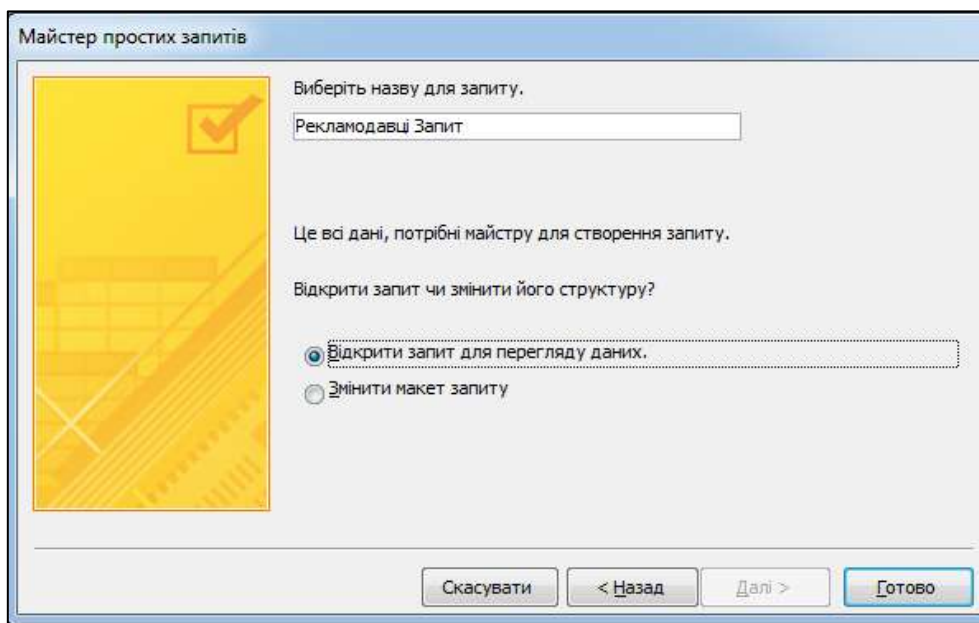 Майстер простих запитів
Виберіть назву для запиту.
Рекламодавці Запит
Це всі дані, потрібні майстру для створення запиту.
Відкрити запит чи змінити його структуру?
Відкрити запит для перегляду даних.
Змінити макет запиту
Скасувати
< Назад
Далі >
Готово